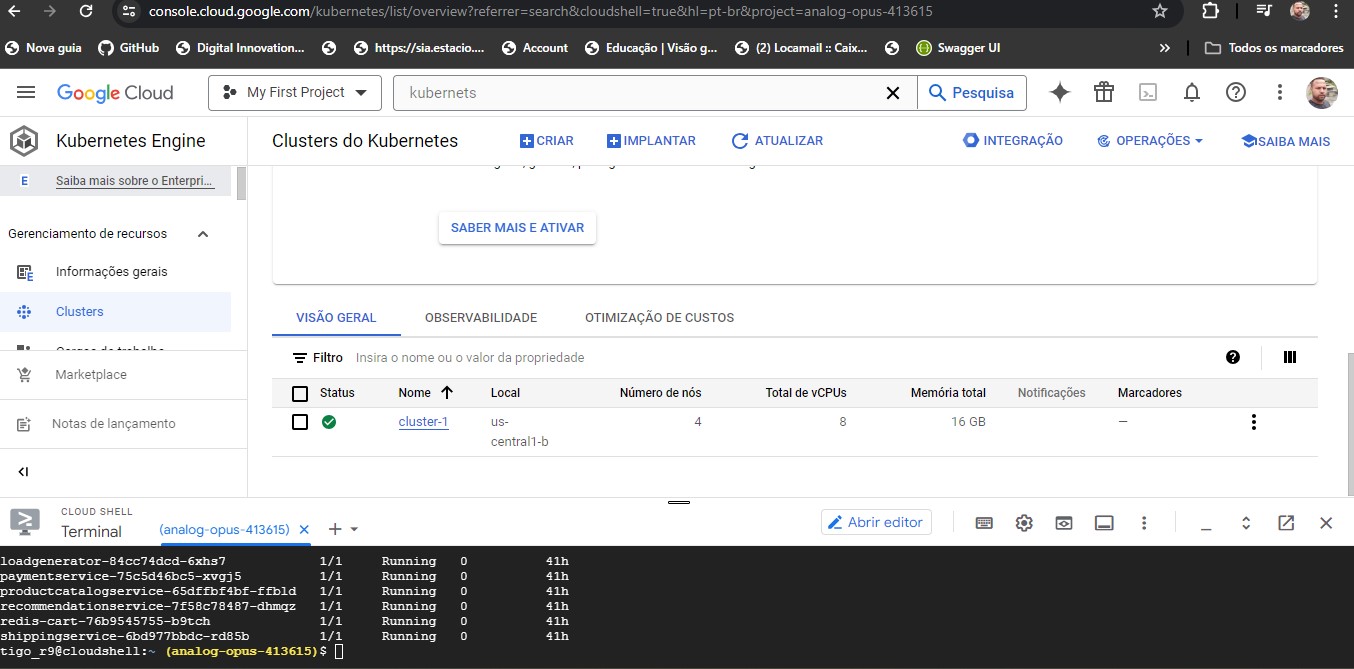 console.cloud.google.com/kubernetes/list/overview?referrer=search&cloudshell=true&hl=pt-br&project=analog-opus-413615
Nova guia GitHub Digital Innovation... https://sia.estacio.... Account Educação | Visão g... (2) Locamail :: Caix... Swagger UI » Todos os marcadores
Google Cloud My First Project kubernets Pesquisa
Kubernetes Engine Clusters do Kubernetes CRIAR IMPLANTAR ATUALIZAR INTEGRAÇÃO OPERAÇÕES SAIBA MAIS
E Saiba mais sobre o Enterpri...
SABER MAIS E ATIVAR
Gerenciamento de recursos
Informações gerais
Clusters
Cargas de trabalho
Marketplace
Notas de lançamento
VISÃO GERAL OBSERVABILIDADE OTIMIZAÇÃO DE CUSTOS
Filtro Insira o nome ou o valor da propriedade
Status Nome Local Número de nós Total de vCPUs Memória total Notificações Marcadores
cluster-1 us-central1-b 4 8 16 GB —
CLOUD SHELL
Terminal (analog-opus-413615) Abrir editor
loadgenerator-84cc74dcd-6xhs7 1/1 Running 0 41h
paymentservice-75c5d46bc5-xvgj5 1/1 Running 0 41h
productcatalogservice-65dffbf4bf-ffbld 1/1 Running 0 41h
recommendationservice-7f58c78487-dhmqz 1/1 Running 0 41h
redis-cart-76b9545755-b9tch 1/1 Running 0 41h
shippingservice-6bd977bbdc-rd85b 1/1 Running 0 41h
tigo_r9@cloudshell:~ (analog-opus-413615)$